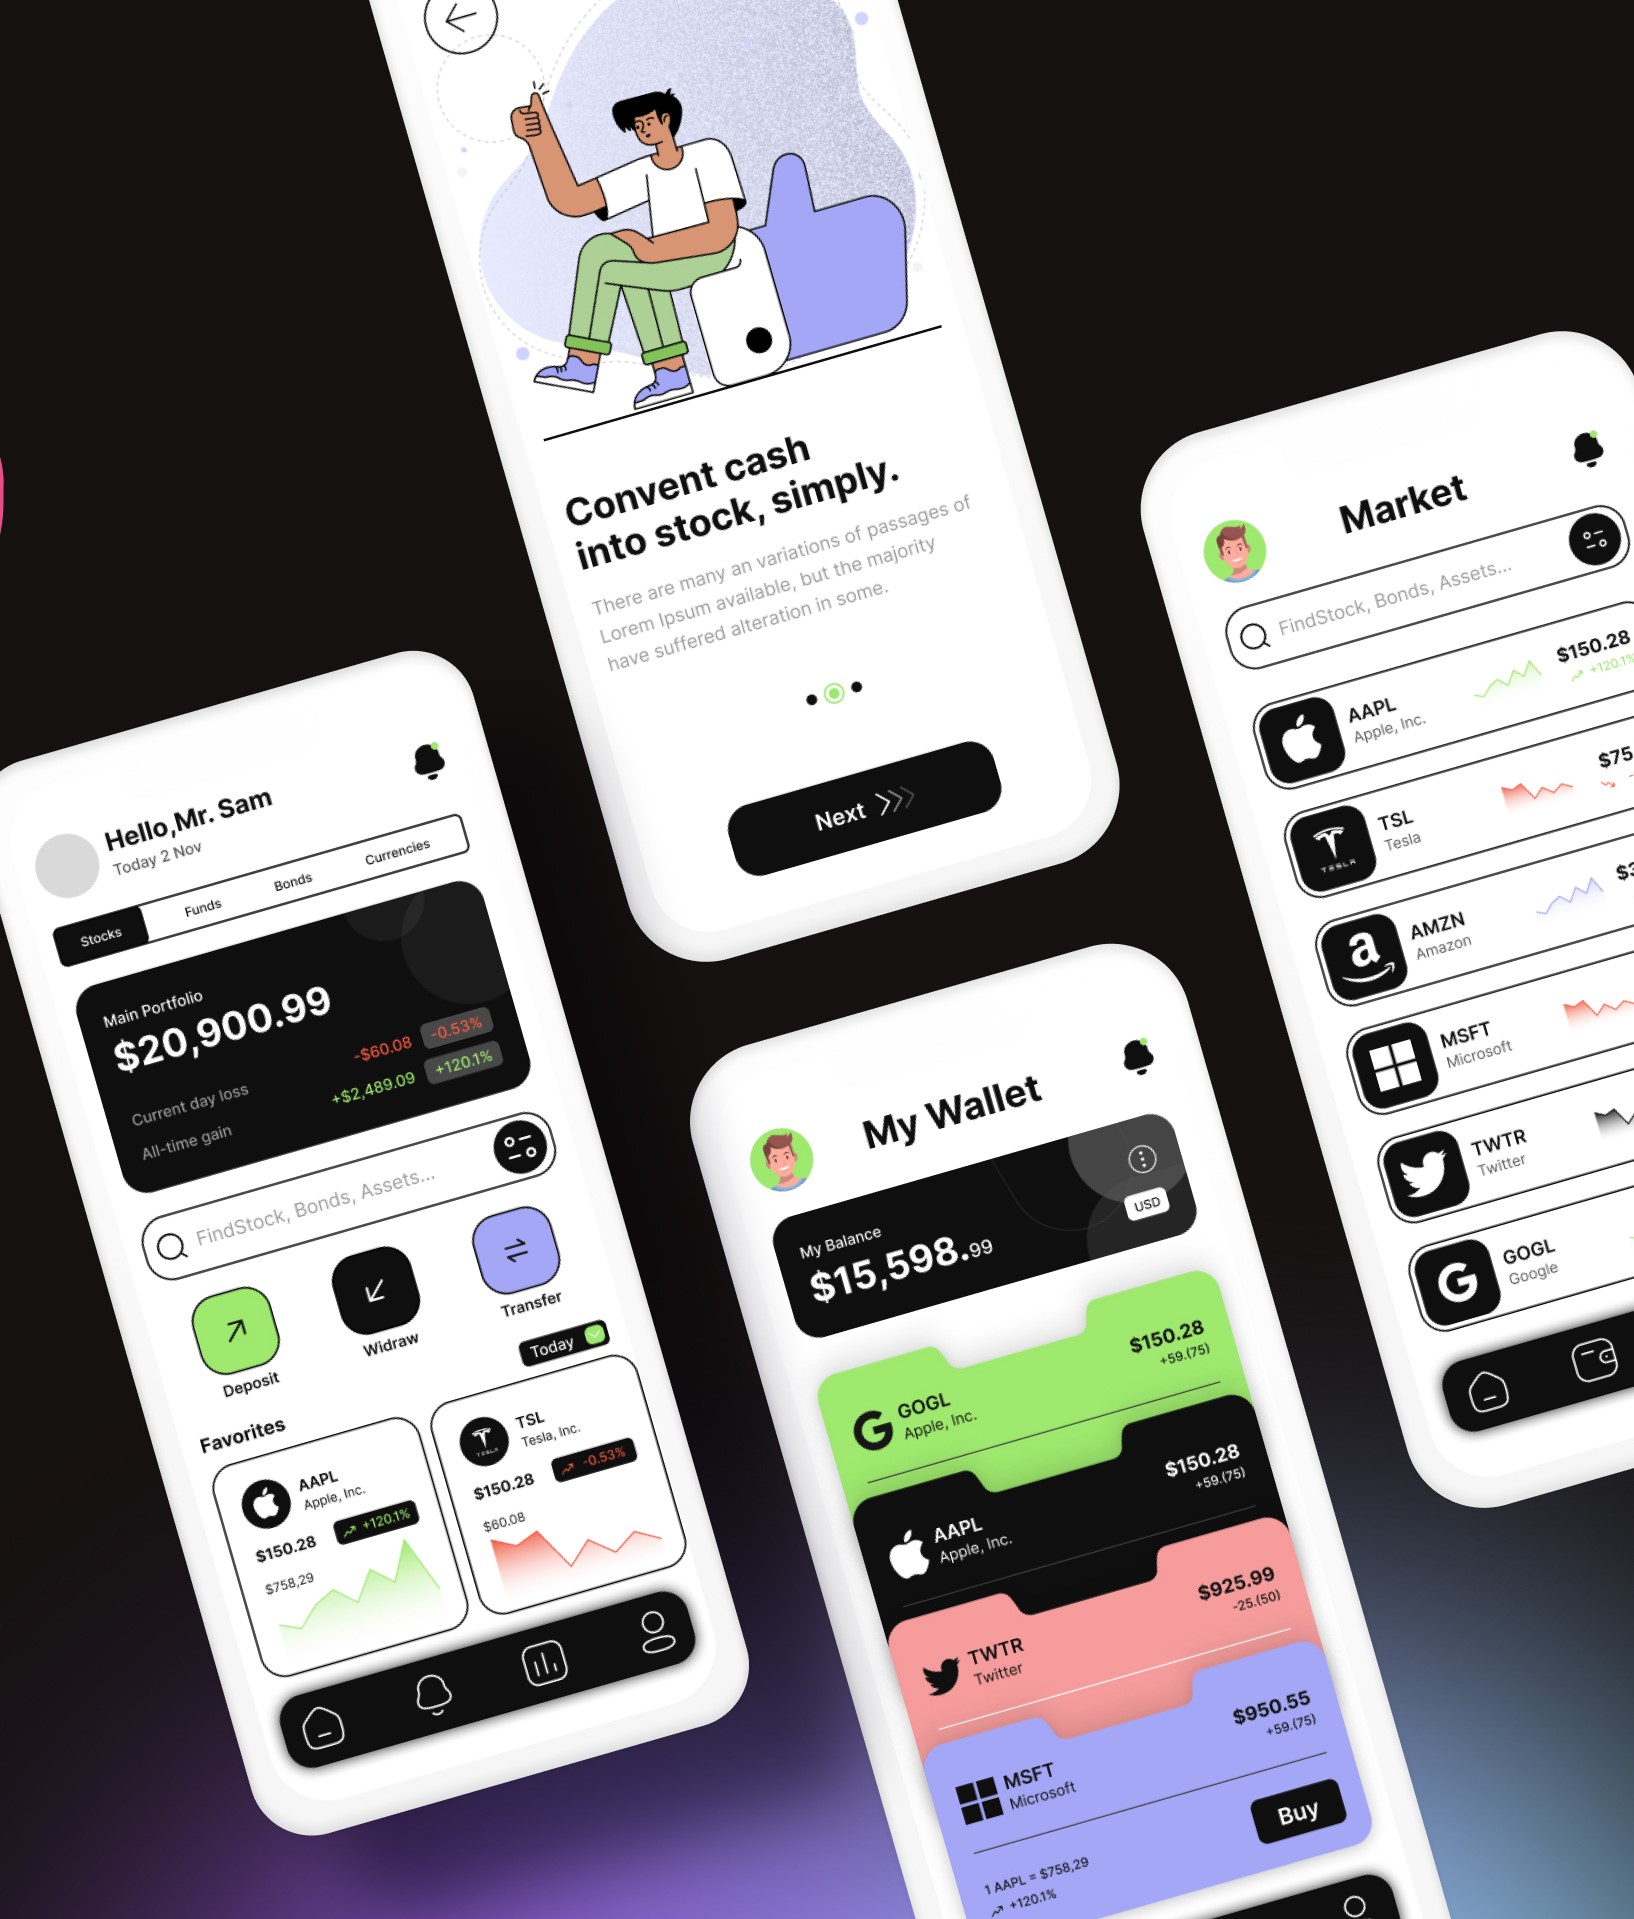 Convent cash
into stock, simply.
There are many an variations of passages of
Lorem Ipsum available, but the majority
have suffered alteration in some.
Next
Hello,Mr. Sam
Today 2 Nov
Stocks
Funds
Bonds
Currencies
Main Portfolio
$20,900.99
Current day loss
-$60.08
-0.53%
All-time gain
+$2,489.09
+120.1%
FindStock, Bonds, Assets...
Deposit
Widraw
Transfer
Today
Favorites
AAPL
Apple, Inc.
$150.28
+120.1%
$758,29
TSL
Tesla, Inc.
$150.28
-0.53%
$60.08
My Wallet
My Balance
$15,598.99
USD
GOGL
Apple, Inc.
$150.28
+59.(75)
AAPL
Apple, Inc.
$150.28
+59.(75)
TWTR
Twitter
$925.99
-25.(50)
MSFT
Microsoft
$950.55
+59.(75)
1 AAPL = $758,29
+120.1%
Buy
Market
FindStock, Bonds, Assets...
AAPL
Apple, Inc.
$150.28
+120.1%
TESLA
TSL
Tesla
$75
AMZN
Amazon
$3
MSFT
Microsoft
TWTR
Twitter
GOGL
Google